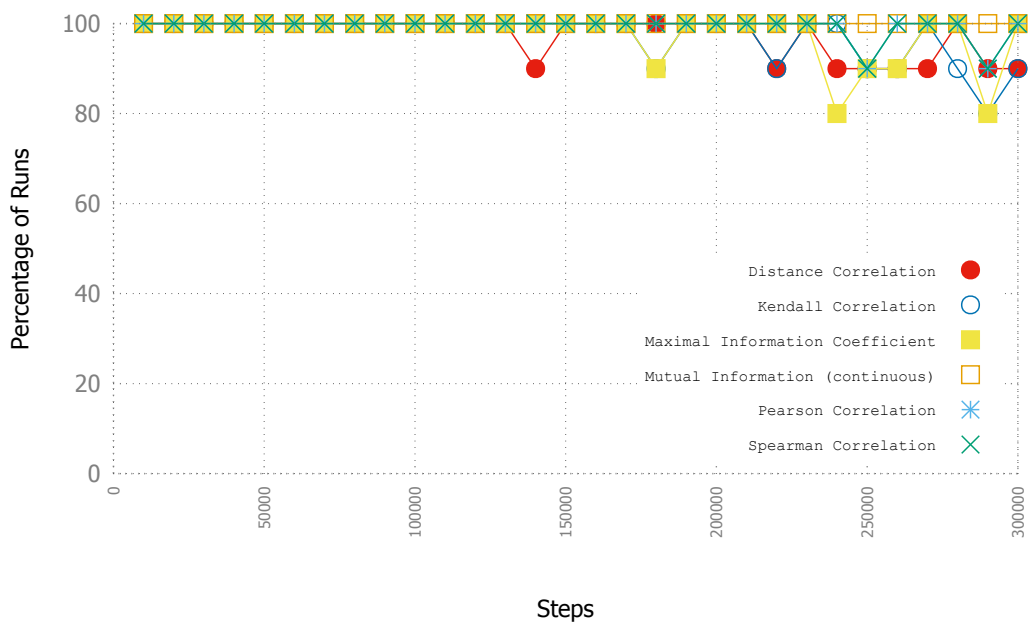 100
80
60
40
20
0
Percentage of Runs
Distance Correlation
Kendall Correlation
Maximal Information Coefficient
Mutual Information (continuous)
Pearson Correlation
Spearman Correlation
0
50000
100000
150000
200000
250000
300000
Steps